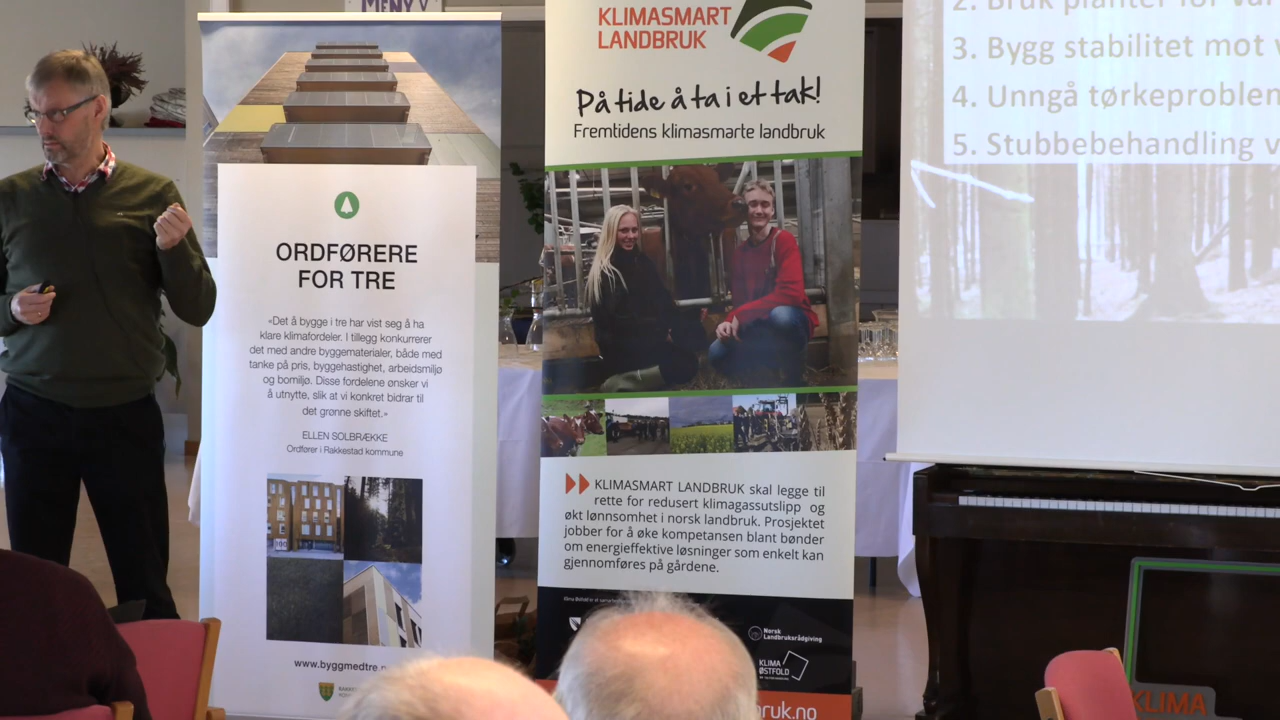 MENY
ORDFØRERE
FOR TRE
«Det å bygge i tre har vist seg å ha
klare klimafordeler. I tillegg konkurrerer
det med andre byggematerialer, både med
tanke på pris, byggehastighet, arbeidsmiljø
og bomiljø. Disse fordelene ønsker vi
å utnytte, slik at vi konkret bidrar til
det grønne skiftet.»
ELLEN SOLBRÆKKE
Ordfører i Rakkestad kommune
www.byggmedtre.n
KLIMASMART
LANDBRUK
På tide å ta i et tak!
Fremtidens klimasmarte landbruk
KLIMASMART LANDBRUK skal legge til
rette for redusert klimagassutslipp og
økt lønnsomhet i norsk landbruk. Prosjektet
jobber for å øke kompetansen blant bønder
om energieffektive løsninger som enkelt kan
gjennomføres på gårdene.
Norsk
Landbruksrådgiving
KLIMA
ØSTFOLD
bruk.no
2. Bruk planter for
3. Bygg stabilitet mot
4. Unngå tørkeproblem
5. Stubbebehandling v
KLIMA